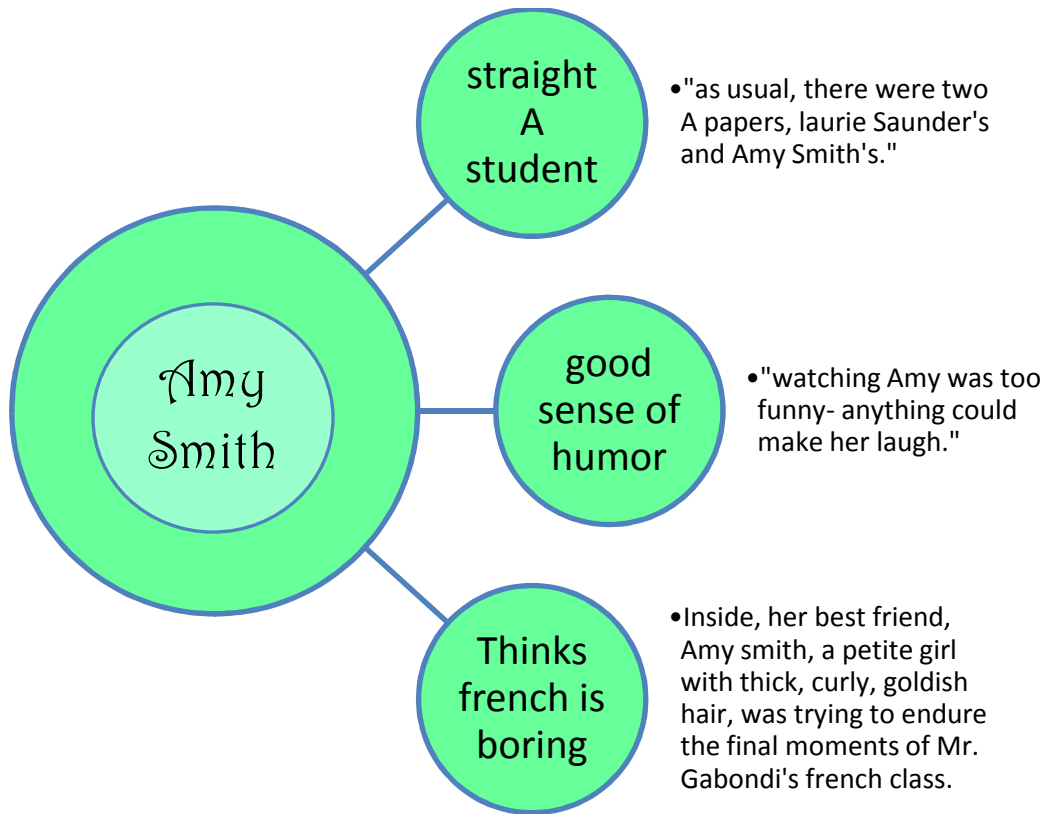 Amy
Smith
straight
A
student
•"as usual, there were two
A papers, laurie Saunder's
and Amy Smith's."
good
sense of
humor
•"watching Amy was too
funny- anything could
make her laugh."
Thinks
french is
boring
•Inside, her best friend,
Amy smith, a petite girl
with thick, curly, goldish
hair, was trying to endure
the final moments of Mr.
Gabondi's french class.